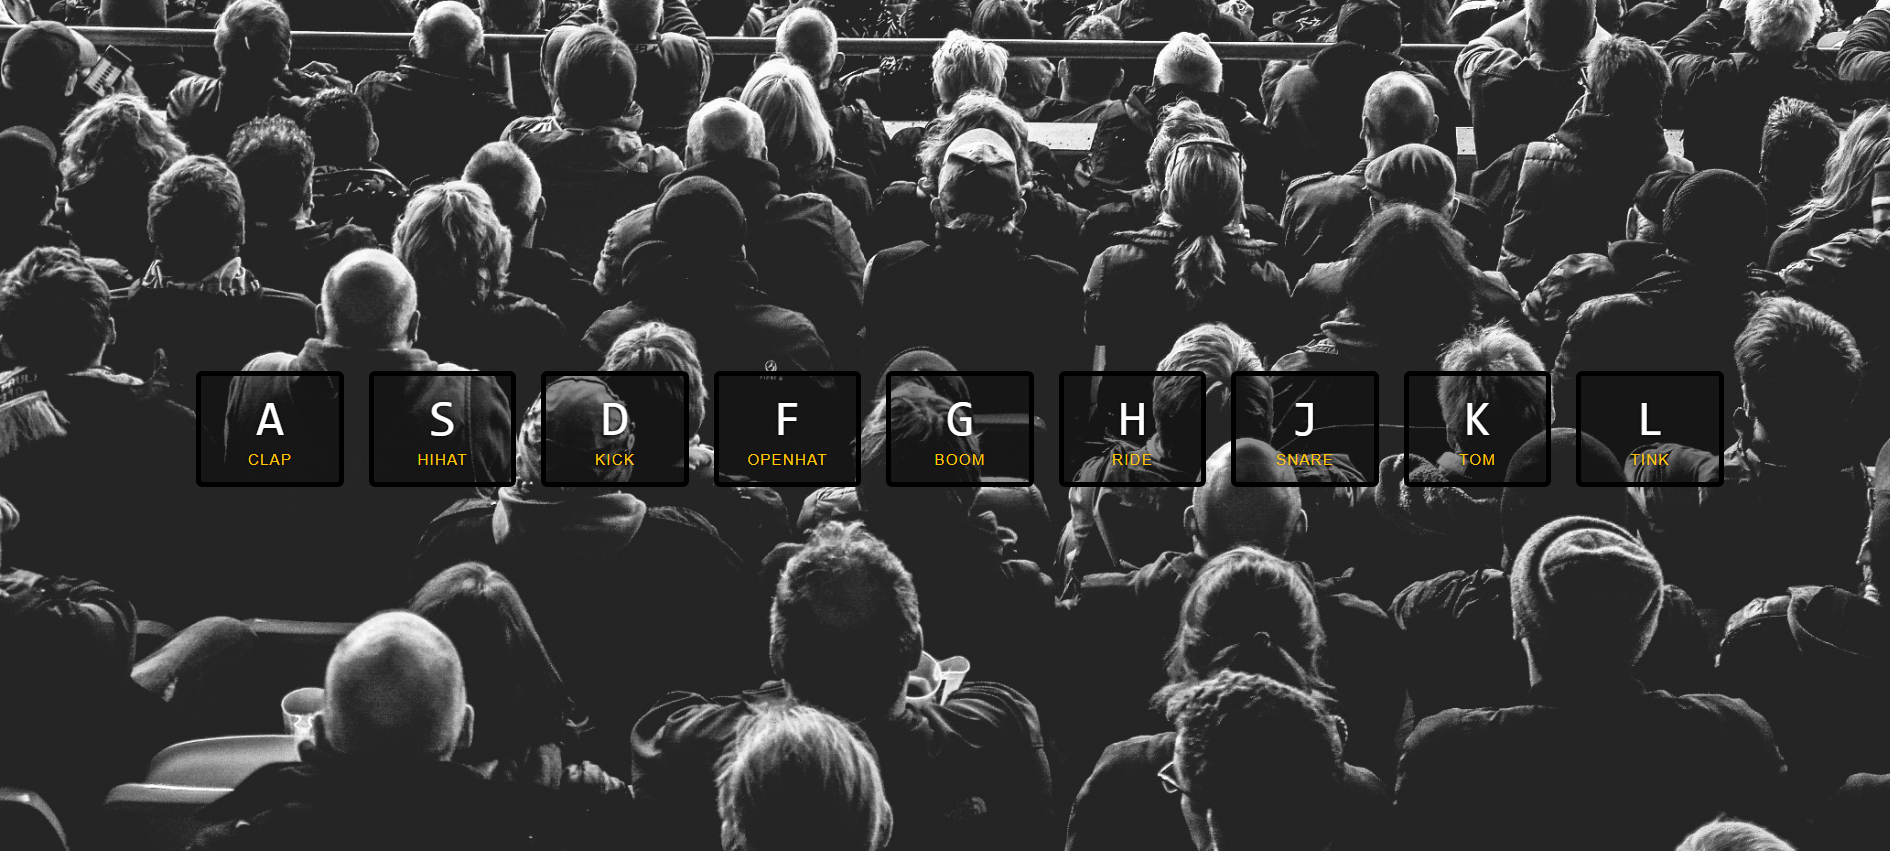 A S D F G H J K L
CLAP HIHAT KICK OPENHAT BOOM RIDE SNARE TOM TINK